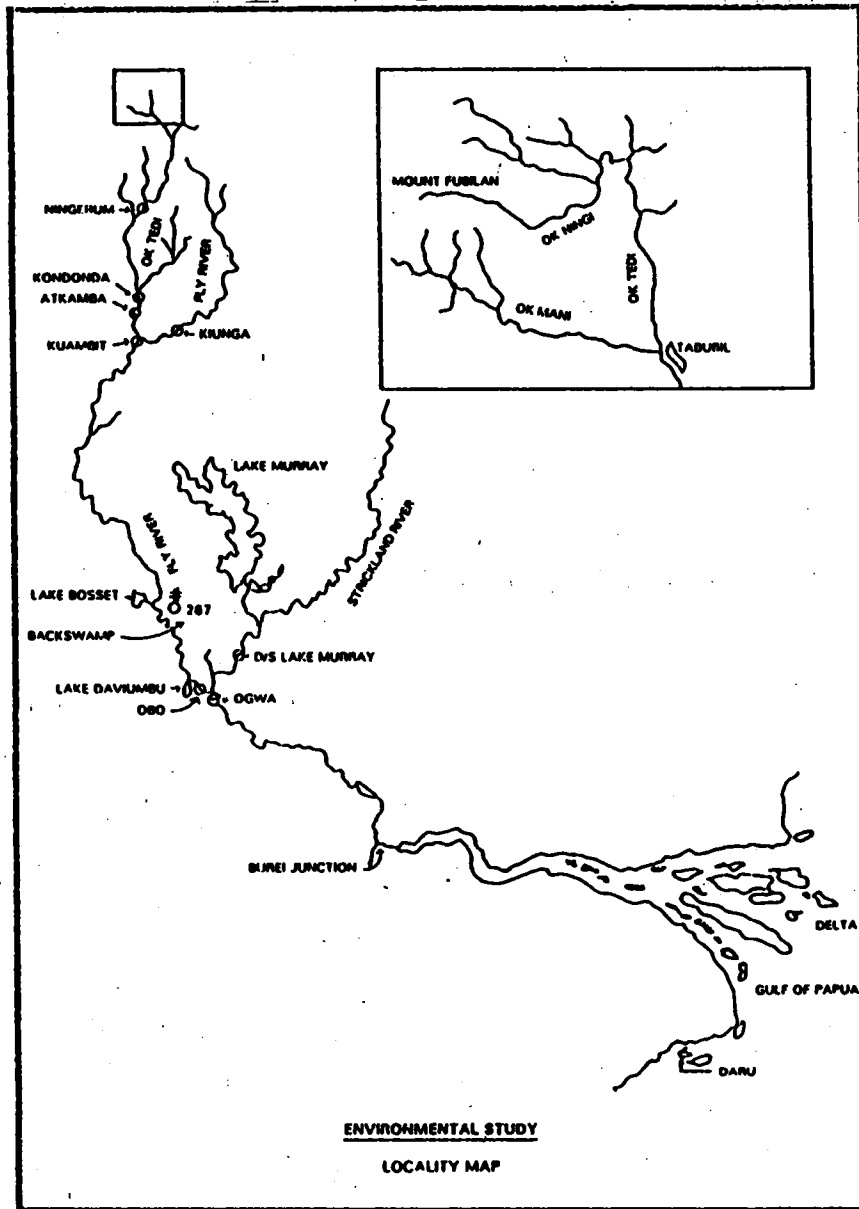 MOUNT FUBILAN
OK NINGI
OK TEDI
OK MANI
TABUBIL
NINGERUM
OK TEDI
FLY RIVER
KONDONDA
ATKAMBA
KUAMBIT
KIUNGA
LAKE MURRAY
STRICKLAND RIVER
FLY RIVER
LAKE BOSSET
267
BACKSWAMP
D/S LAKE MURRAY
LAKE DAVIUMBU
OBO
OGWA
BUREI JUNCTION
DELTA
GULF OF PAPUA
DARU
ENVIRONMENTAL STUDY
LOCALITY MAP